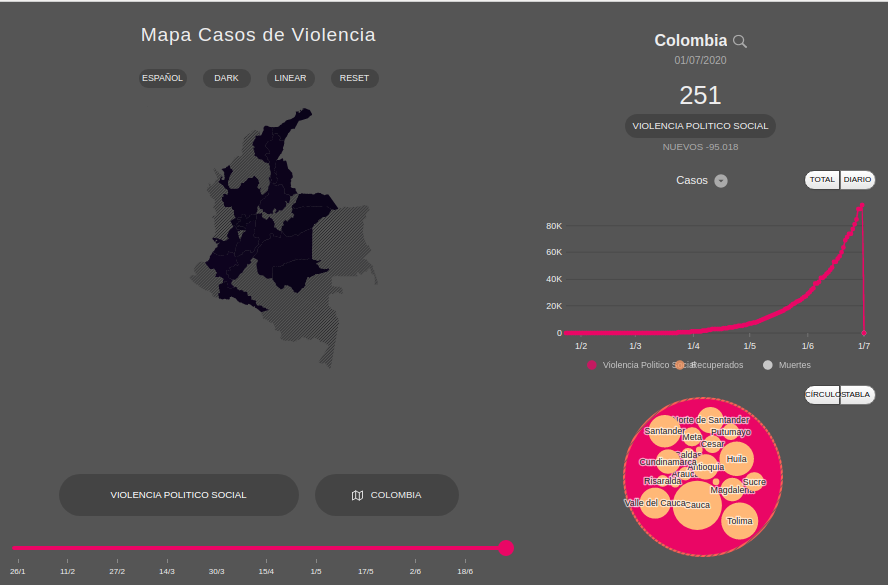 Mapa Casos de Violencia
ESPAÑOL
DARK
LINEAR
RESET
Colombia
01/07/2020
251
VIOLENCIA POLITICO SOCIAL
NUEVOS -95.018
Casos
TOTAL
DIARIO
80K
60K
40K
20K
0
1/2
1/3
1/4
1/5
1/6
1/7
Violencia Politico Social
Recuperados
Muertes
CÍRCULOS
TABLA
Norte de Santander
Santander
Putumayo
Meta
Cesar
Caldas
Huila
Cundinamarca
Antioquia
Arauca
Risaralda
Sucre
Magdalena
Valle del Cauca
Cauca
Tolima
VIOLENCIA POLITICO SOCIAL
COLOMBIA
26/1
11/2
27/2
14/3
30/3
15/4
1/5
17/5
2/6
18/6